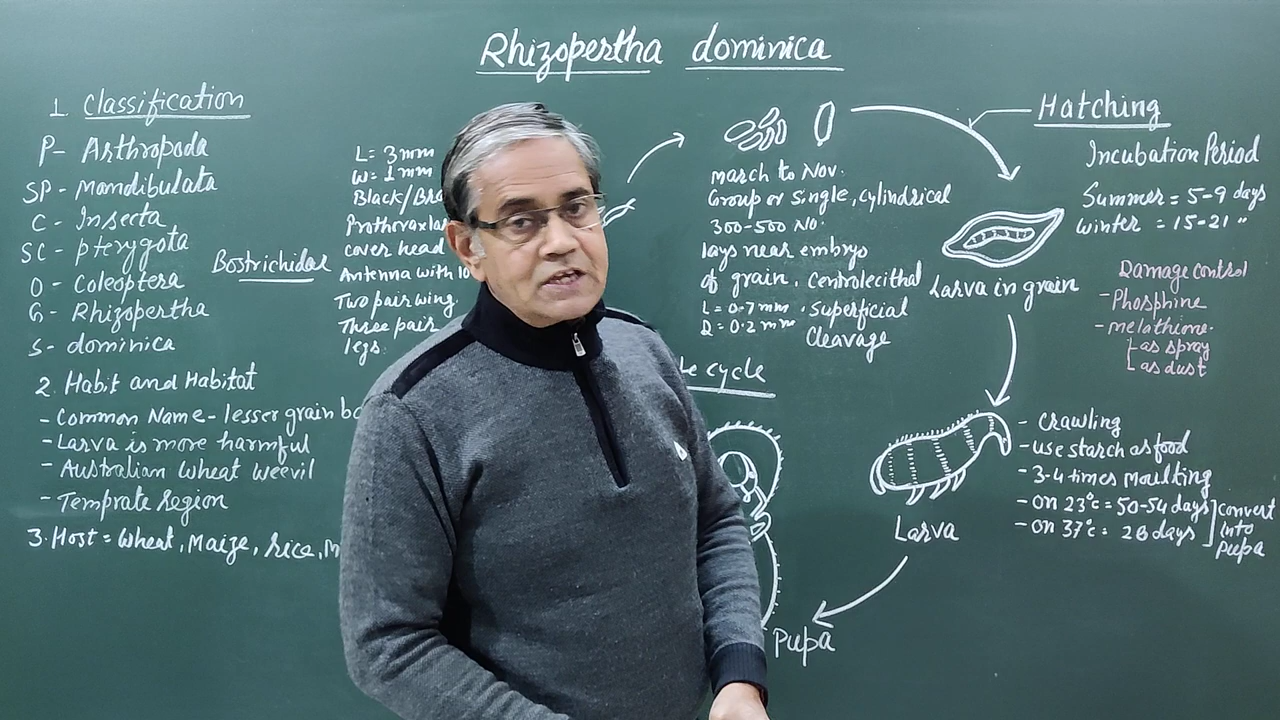 Rhizopertha dominica
1. Classification
P- Arthropoda
SP - Mandibulata
C - Insecta
SC - pterygota
O - Coleoptera
Bostrichidae
G - Rhizopertha
S- dominica
2. Habit and Habitat
- Common Name - lesser grain
- Larva is more harmful
- Australian wheat weevil
- Temprate Region
3. Host = Wheat, Maize, rice,
L = 3mm
W = 1mm
Black/
cover head
Antenna with 10
Two pair wing.
Three pair
legs.
march to Nov.
Group or Single, cylindrical
300-500 No.
lays near embryo
of grain. Centrolecithal
L = 0.7 mm . Superficial
D = 0.2 mm Cleavage
cycle
Hatching
Incubation Period
Summer = 5-9 days
winter = 15-21 "
Larva in grain
Damage control
- Phosphine
- melathione.
as spray
as dust
- Crawling
- use starch as food
- 3-4 times moulting
- on 23°c = 50-54 days
- on 37°c = 28 days
convert
into
pupa
Larva
Pupa